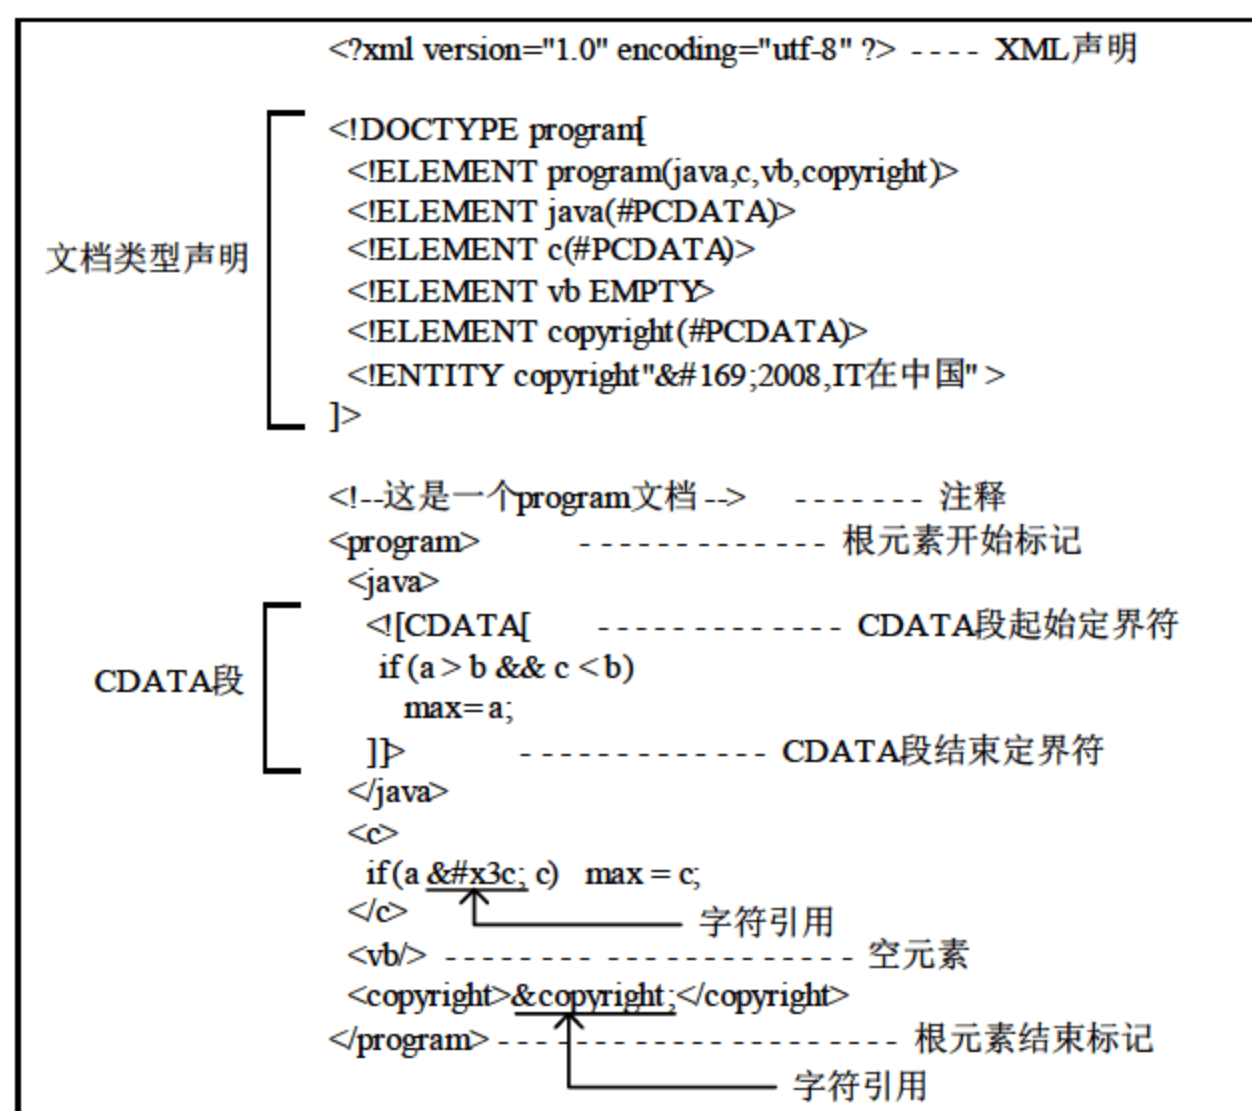 <?xml version="1.0" encoding="utf-8" ?> ---- XML声明
<!DOCTYPE program[
<!ELEMENT program(java,c,vb,copyright)>
<!ELEMENT java(#PCDATA)>
文档类型声明
<!ELEMENT c(#PCDATA)>
<!ELEMENT vb EMPTY>
<!ELEMENT copyright(#PCDATA)>
<!ENTITY copyright"&#169;2008,IT在中国" >
]>
<!--这是一个program文档--> ------- 注释
<program> ------------- 根元素开始标记
<java>
<![CDATA[ ------------- CDATA段起始定界符
if (a > b && c < b)
CDATA段
max= a;
]]> ------------- CDATA段结束定界符
</java>
<c>
if (a &#x3c; c) max = c;
</c>
字符引用
<vb/> --------------------- 空元素
<copyright>&copyright;</copyright>
</program> --------------------- 根元素结束标记
字符引用